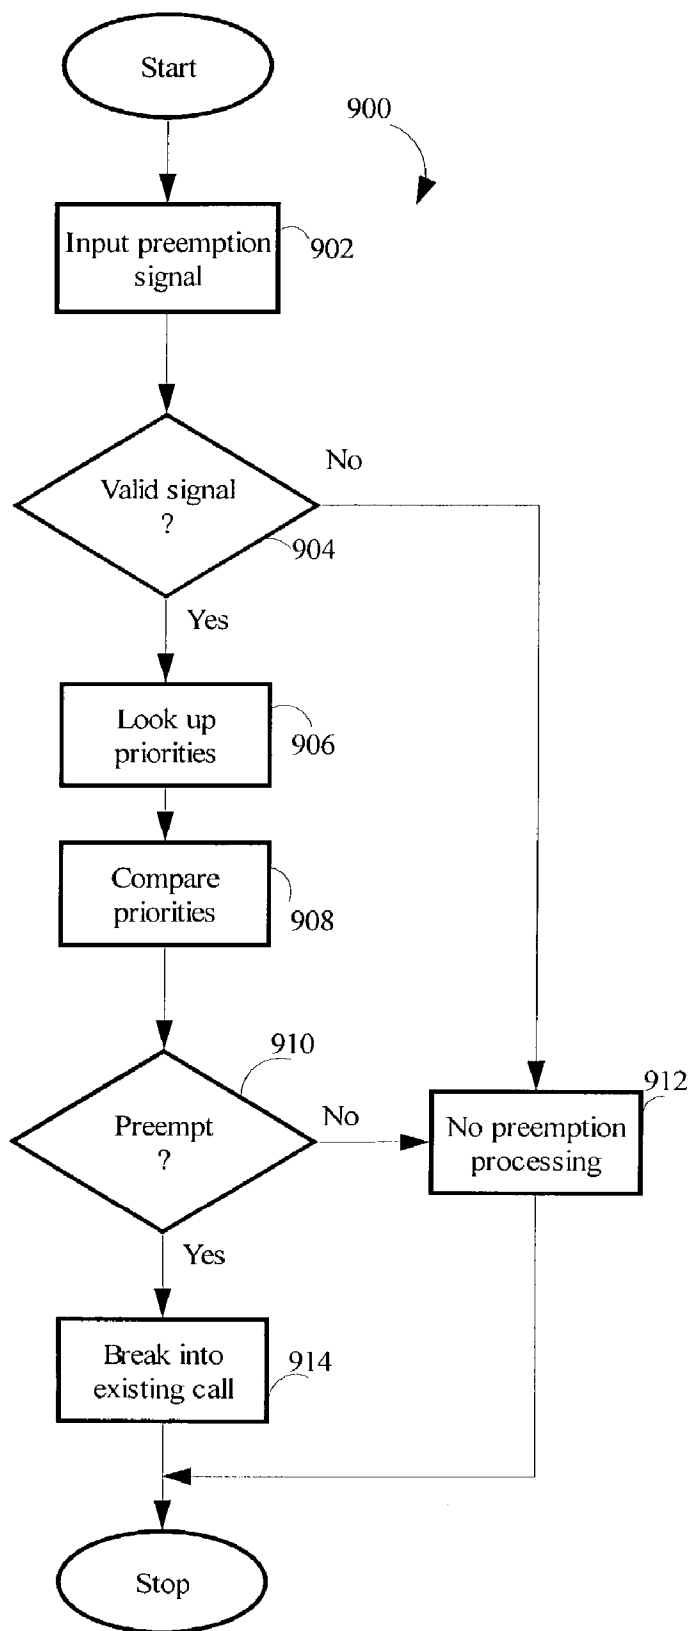 Start
900
Input preemption
signal
902
No
Valid signal
?
904
Yes
Look up
priorities
906
Compare
priorities
908
910
Preempt
?
No
912
No preemption
processing
Yes
Break into
existing call
914
Stop